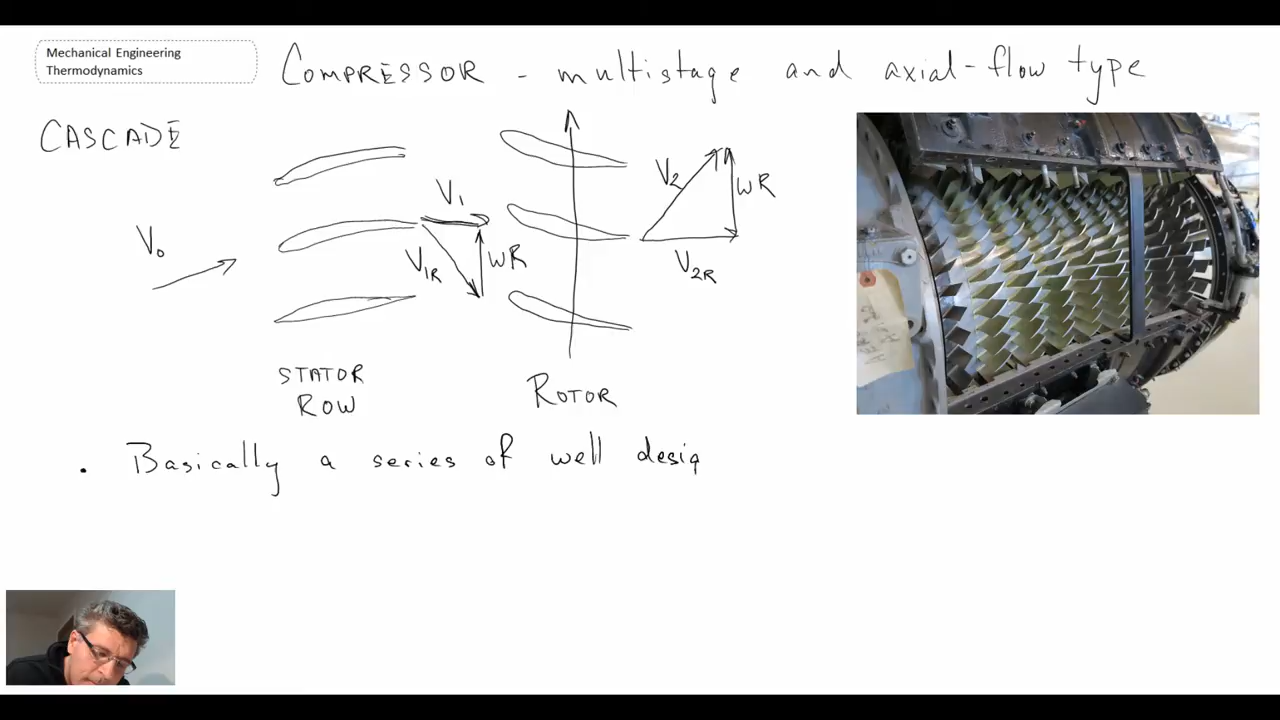 Mechanical Engineering
Thermodynamics
COMPRESSOR - multistage and axial-flow type
CASCADE
V0
V1
V1R
WR
V2
WR
V2R
STATOR
ROW
ROTOR
. Basically a series of well desig